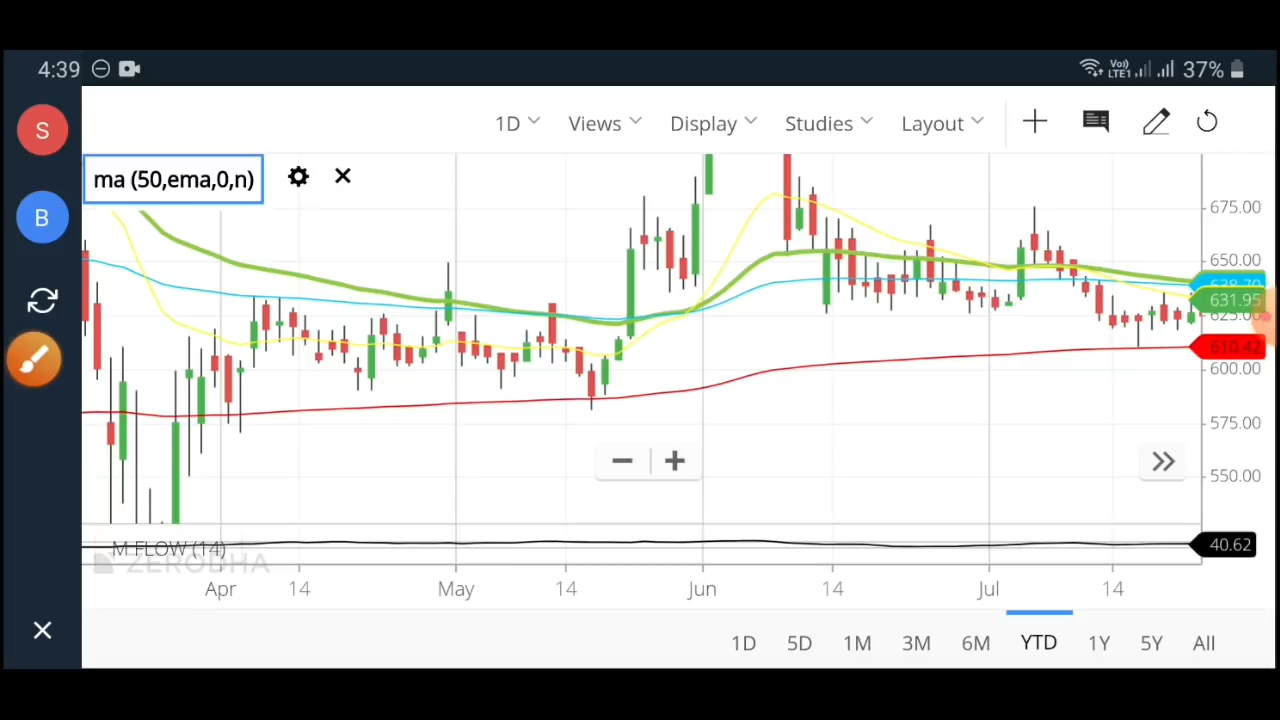 4:39
Vo)) LTE1 37%
S
B
1D Views Display Studies Layout
ma (50,ema,0,n)
675.00
650.00
631.95
625.00
610.42
600.00
575.00
550.00
M FLOW (14)
ZERODHA
40.62
Apr 14 May 14 Jun 14 Jul 14
1D 5D 1M 3M 6M YTD 1Y 5Y All